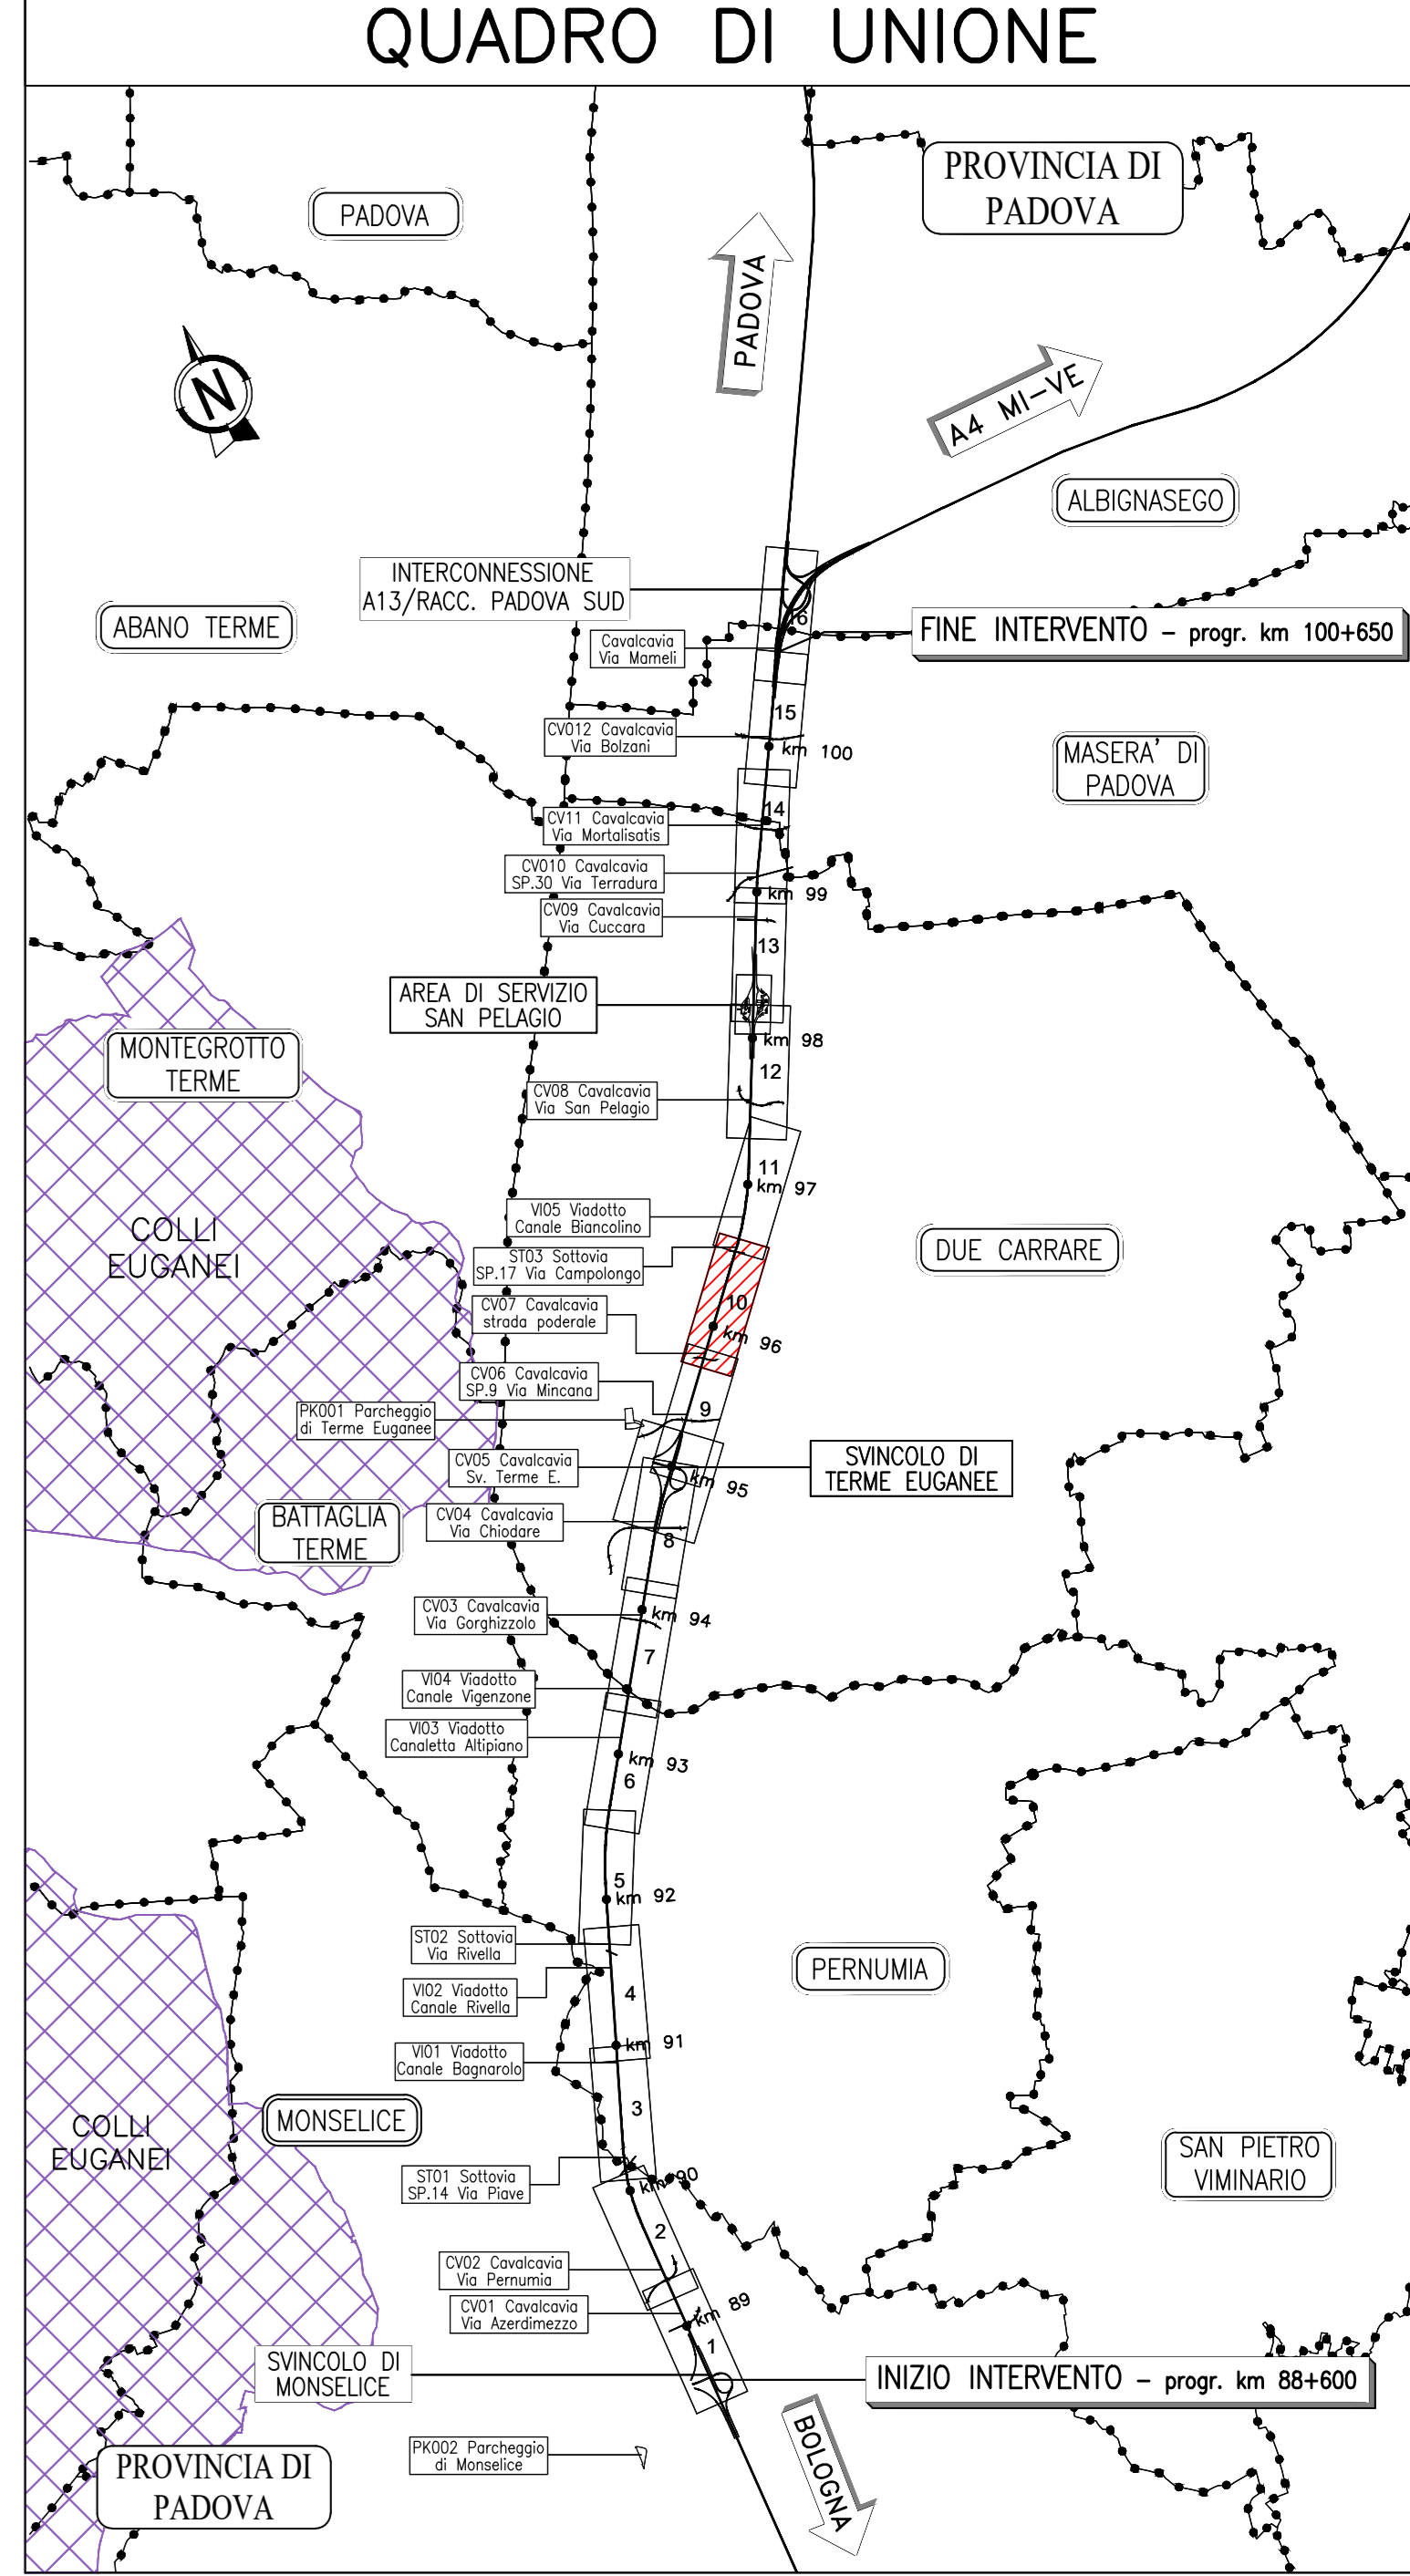 QUADRO DI UNIONE
PROVINCIA DI
PADOVA
PADOVA
PADOVA
N
A4 MI-VE
ALBIGNASEGO
INTERCONNESSIONE
A13/RACC. PADOVA SUD
ABANO TERME
16
FINE INTERVENTO - progr. km 100+650
Cavalcavia
Via Mameli
15
CV012 Cavalcavia
Via Bolzani
km 100
MASERA' DI
PADOVA
14
CV11 Cavalcavia
Via Mortalisatis
CV010 Cavalcavia
SP.30 Via Terradura
km 99
CV09 Cavalcavia
Via Cuccara
13
AREA DI SERVIZIO
SAN PELAGIO
km 98
MONTEGROTTO
TERME
12
CV08 Cavalcavia
Via San Pelagio
11
km 97
VI05 Viadotto
Canale Biancolino
COLLI
EUGANEI
DUE CARRARE
ST03 Sottovia
SP.17 Via Campolongo
10
CV07 Cavalcavia
strada poderale
km 96
CV06 Cavalcavia
SP.9 Via Mincana
9
PK001 Parcheggio
di Terme Euganee
CV05 Cavalcavia
Sv. Terme E.
km 95
SVINCOLO DI
TERME EUGANEE
BATTAGLIA
TERME
CV04 Cavalcavia
Via Chiodare
8
CV03 Cavalcavia
Via Gorghizzolo
km 94
7
VI04 Viadotto
Canale Vigenzone
VI03 Viadotto
Canaletta Altipiano
km 93
6
5
km 92
ST02 Sottovia
Via Rivella
PERNUMIA
VI02 Viadotto
Canale Rivella
4
km 91
VI01 Viadotto
Canale Bagnarolo
3
MONSELICE
COLLI
EUGANEI
SAN PIETRO
VIMINARIO
ST01 Sottovia
SP.14 Via Piave
km 90
2
CV02 Cavalcavia
Via Pernumia
CV01 Cavalcavia
Via Azerdimezzo
km 89
1
SVINCOLO DI
MONSELICE
INIZIO INTERVENTO - progr. km 88+600
BOLOGNA
PK002 Parcheggio
di Monselice
PROVINCIA DI
PADOVA